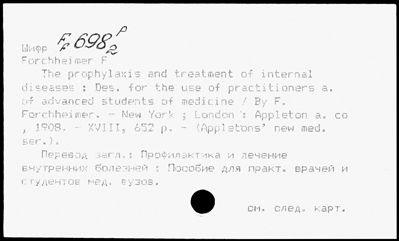 Шифр F 698 P
F 2
Forchheimer F.
The prophylaxis and treatment of internal
diseases : Des. for the use of practitioners a.
of advanced students of medicine / By F.
Forchheimer. - New York ; London : Appleton a. co
, 1908. - XVIII, 652 p. - (Appletons' new med.
ser.).
Перевод загл.: Профилактика и лечение
внутренних болезней : Пособие для практ. врачей и
студентов мед. вузов.
см. след. карт.